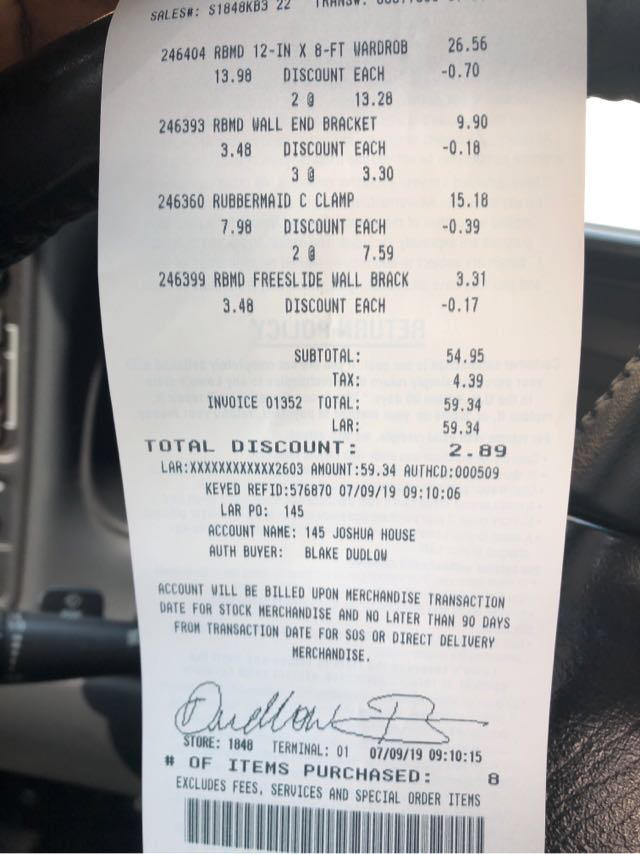 SALES#: S1848KB3 22 TRANS#:
246404 RBMD 12-IN X 8-FT WARDROB 26.56
13.98 DISCOUNT EACH -0.70
2 @ 13.28
246393 RBMD WALL END BRACKET 9.90
3.48 DISCOUNT EACH -0.18
3 @ 3.30
246360 RUBBERMAID C CLAMP 15.18
7.98 DISCOUNT EACH -0.39
2 @ 7.59
246399 RBMD FREESLIDE WALL BRACK 3.31
3.48 DISCOUNT EACH -0.17
RETURN POLICY
SUBTOTAL: 54.95
TAX: 4.39
INVOICE 01352 TOTAL: 59.34
LAR: 59.34
TOTAL DISCOUNT: 2.89
LAR:XXXXXXXXXXXX2603 AMOUNT:59.34 AUTHCD:000509
KEYED REFID:576870 07/09/19 09:10:06
LAR PO: 145
ACCOUNT NAME: 145 JOSHUA HOUSE
AUTH BUYER: BLAKE DUDLOW
ACCOUNT WILL BE BILLED UPON MERCHANDISE TRANSACTION
DATE FOR STOCK MERCHANDISE AND NO LATER THAN 90 DAYS
FROM TRANSACTION DATE FOR SOS OR DIRECT DELIVERY
MERCHANDISE.
Dudlow B
STORE: 1848 TERMINAL: 01 07/09/19 09:10:15
# OF ITEMS PURCHASED: 8
EXCLUDES FEES, SERVICES AND SPECIAL ORDER ITEMS